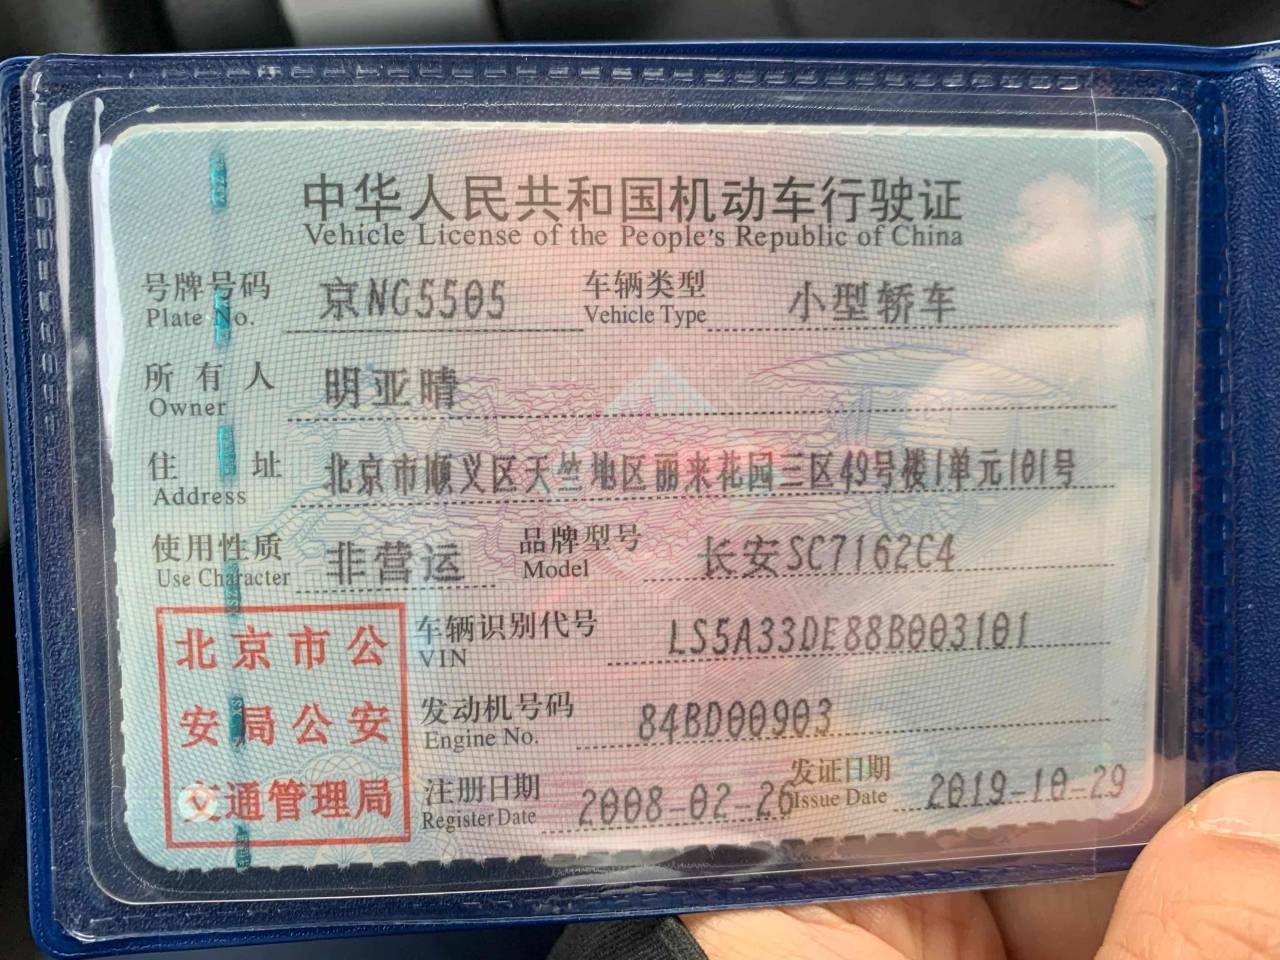 中华人民共和国机动车行驶证
Vehicle License of the People's Republic of China
号牌号码 京NG5505 车辆类型 小型轿车
Plate No. Vehicle Type
所有人 明亚晴
Owner
住址 北京市顺义区天竺地区丽来花园三区49号楼1单元101号
Address
使用性质 非营运 品牌型号 长安SC7162C4
Use Character Model
北京市公 车辆识别代号 LS5A33DE88B003101
VIN
安局公安 发动机号码 84BD00903
Engine No.
交通管理局 注册日期 2008-02-26 发证日期 2019-10-29
Register Date Issue Date